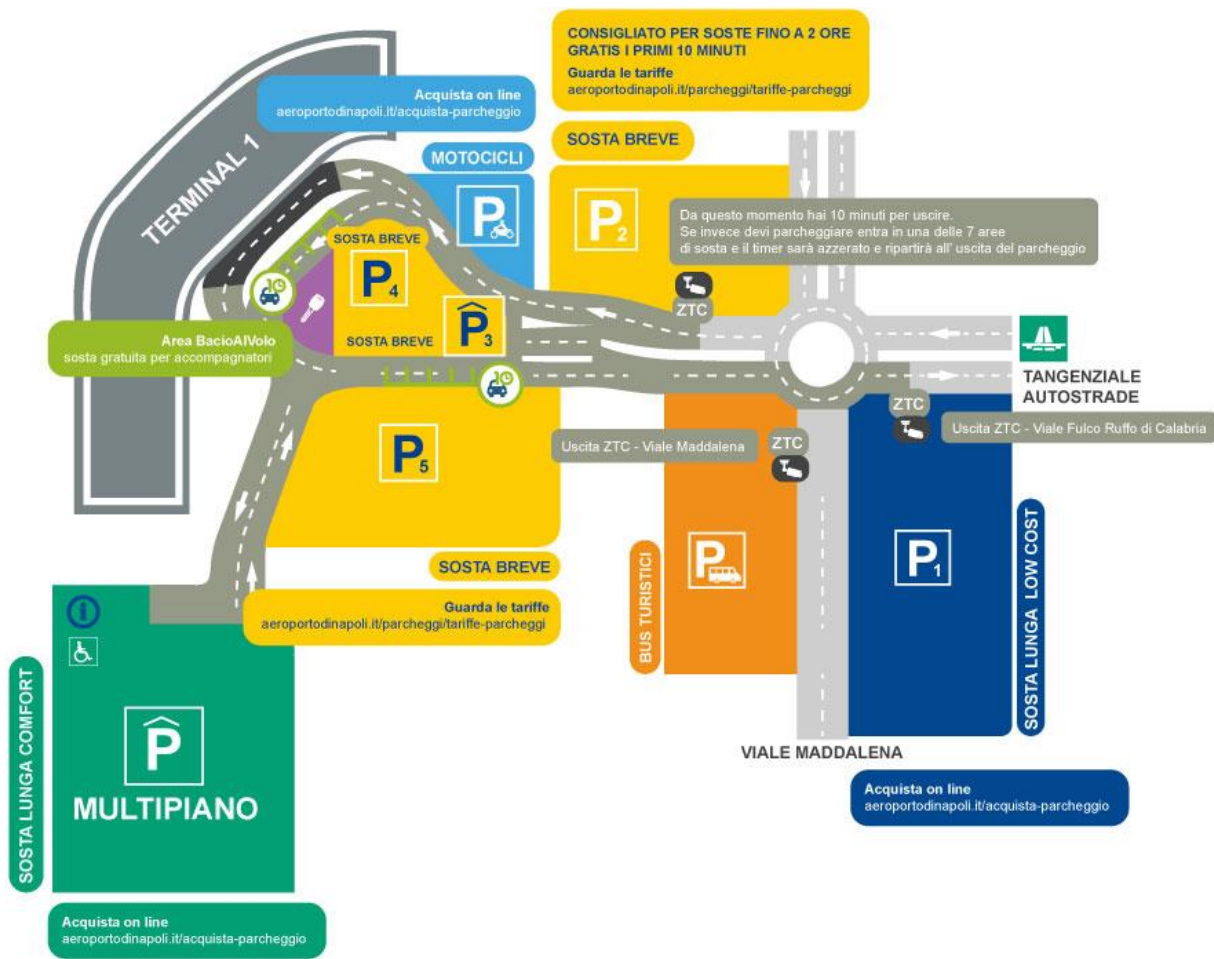 CONSIGLIATO PER SOSTE FINO A 2 ORE
GRATIS I PRIMI 10 MINUTI
Guarda le tariffe
aeroportodinapoli.it/parcheggi/tariffe-parcheggi
Acquista on line
aeroportodinapoli.it/acquista-parcheggio
TERMINAL 1
MOTOCICLI
P
SOSTA BREVE
P2
Da questo momento hai 10 minuti per uscire.
Se invece devi parcheggiare entra in una delle 7 aree
di sosta e il timer sarà azzerato e ripartirà all' uscita del parcheggio
ZTC
SOSTA BREVE
P4
10
Area BacioAlVolo
sosta gratuita per accompagnatori
SOSTA BREVE
P3
10
TANGENZIALE
AUTOSTRADE
ZTC
Uscita ZTC - Viale Fulco Ruffo di Calabria
Uscita ZTC - Viale Maddalena
ZTC
P5
SOSTA BREVE
Guarda le tariffe
aeroportodinapoli.it/parcheggi/tariffe-parcheggi
BUS TURISTICI
P
P1
SOSTA LUNGA LOW COST
VIALE MADDALENA
Acquista on line
aeroportodinapoli.it/acquista-parcheggio
i
SOSTA LUNGA COMFORT
P
MULTIPIANO
Acquista on line
aeroportodinapoli.it/acquista-parcheggio